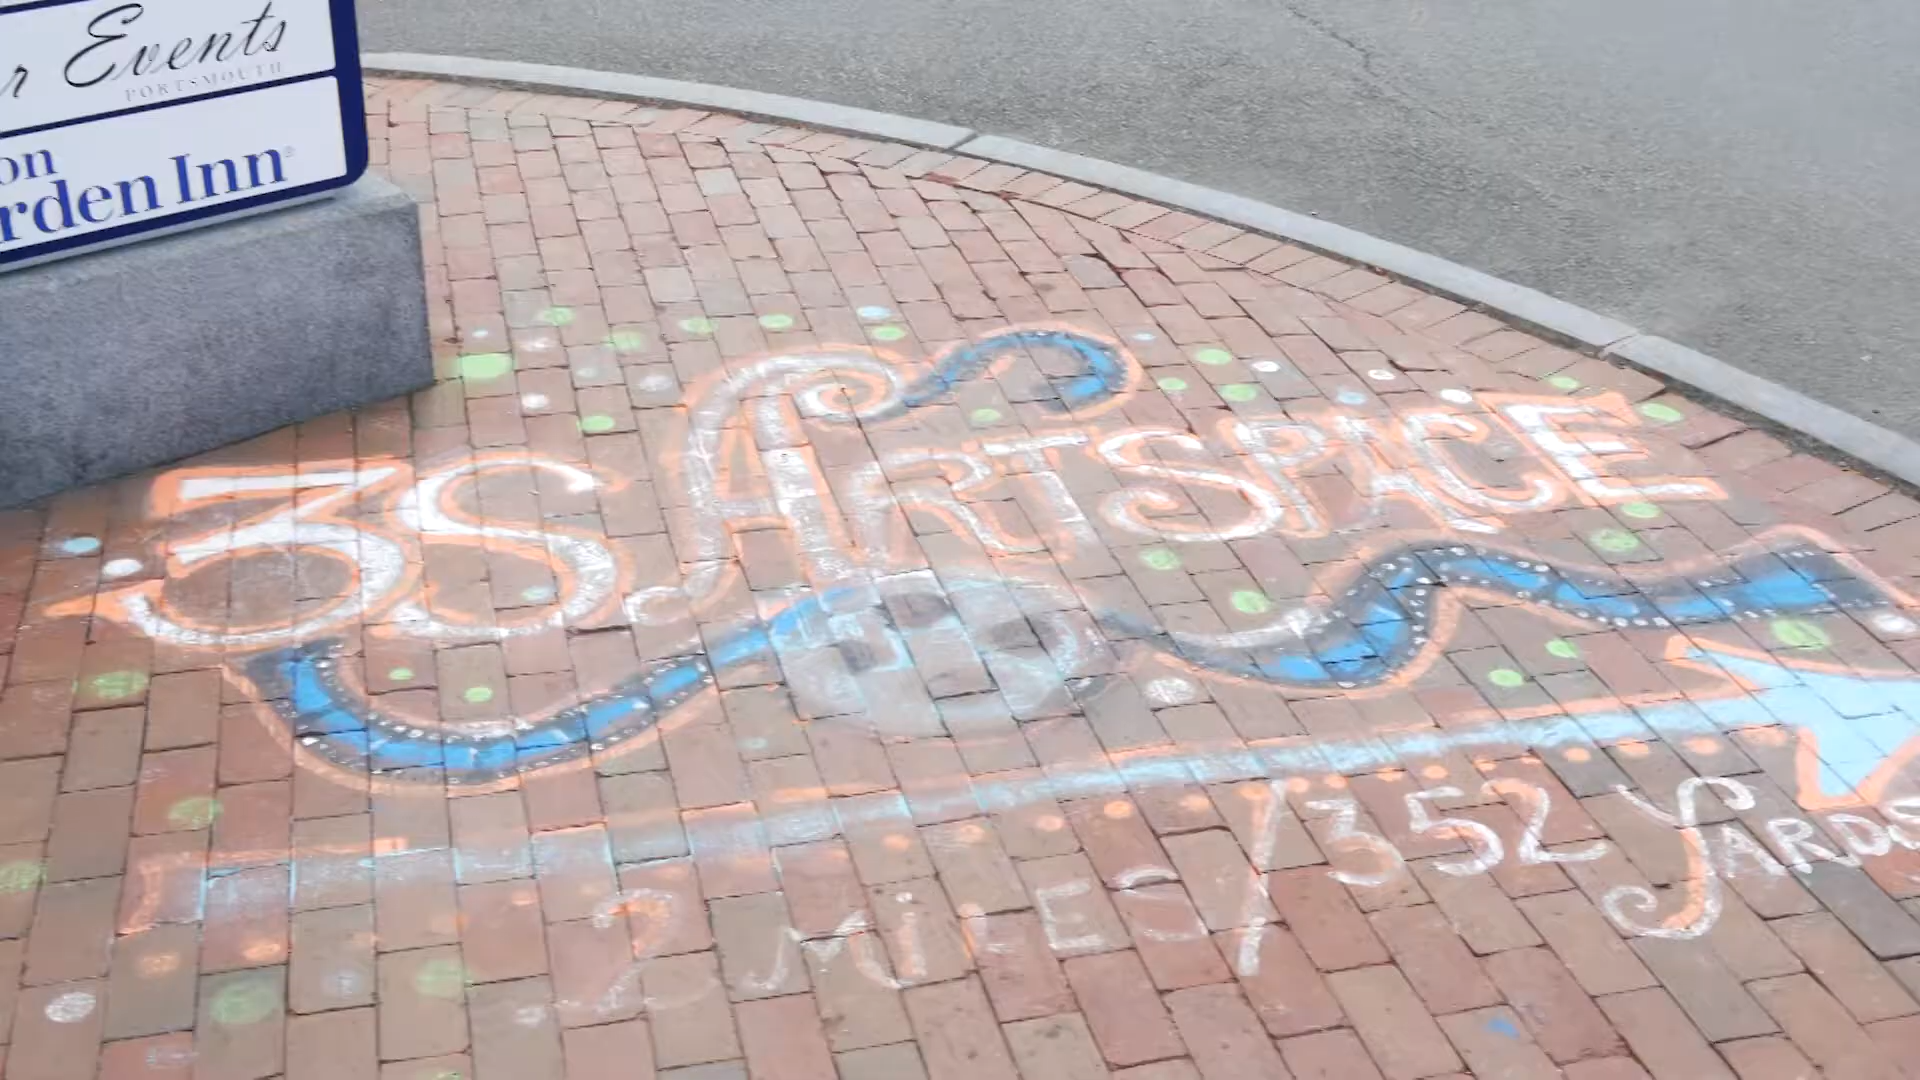 r Events
PORTSMOUTH
on
rden Inn®
3S ARTSPACE
2 MILES / 352 YARDS